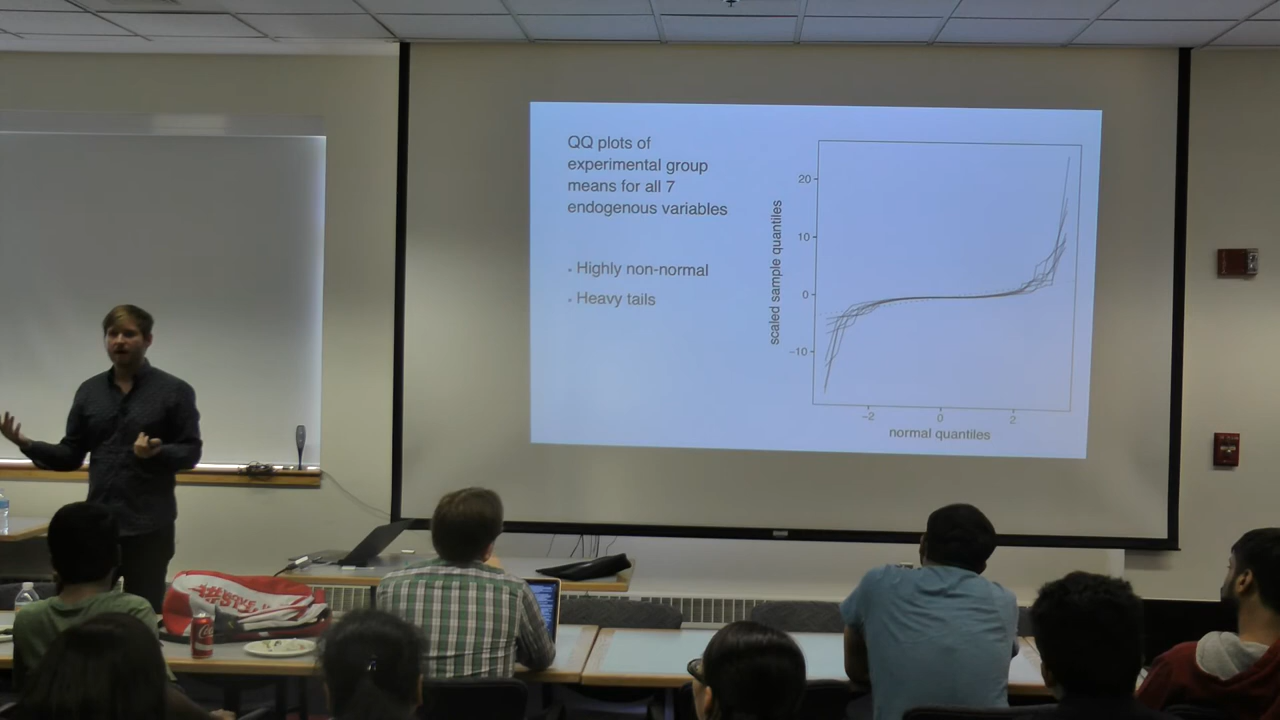 QQ plots of
experimental group
means for all 7
endogenous variables
· Highly non-normal
· Heavy tails
scaled sample quantiles
20
10
0
−10
−2
0
2
normal quantiles